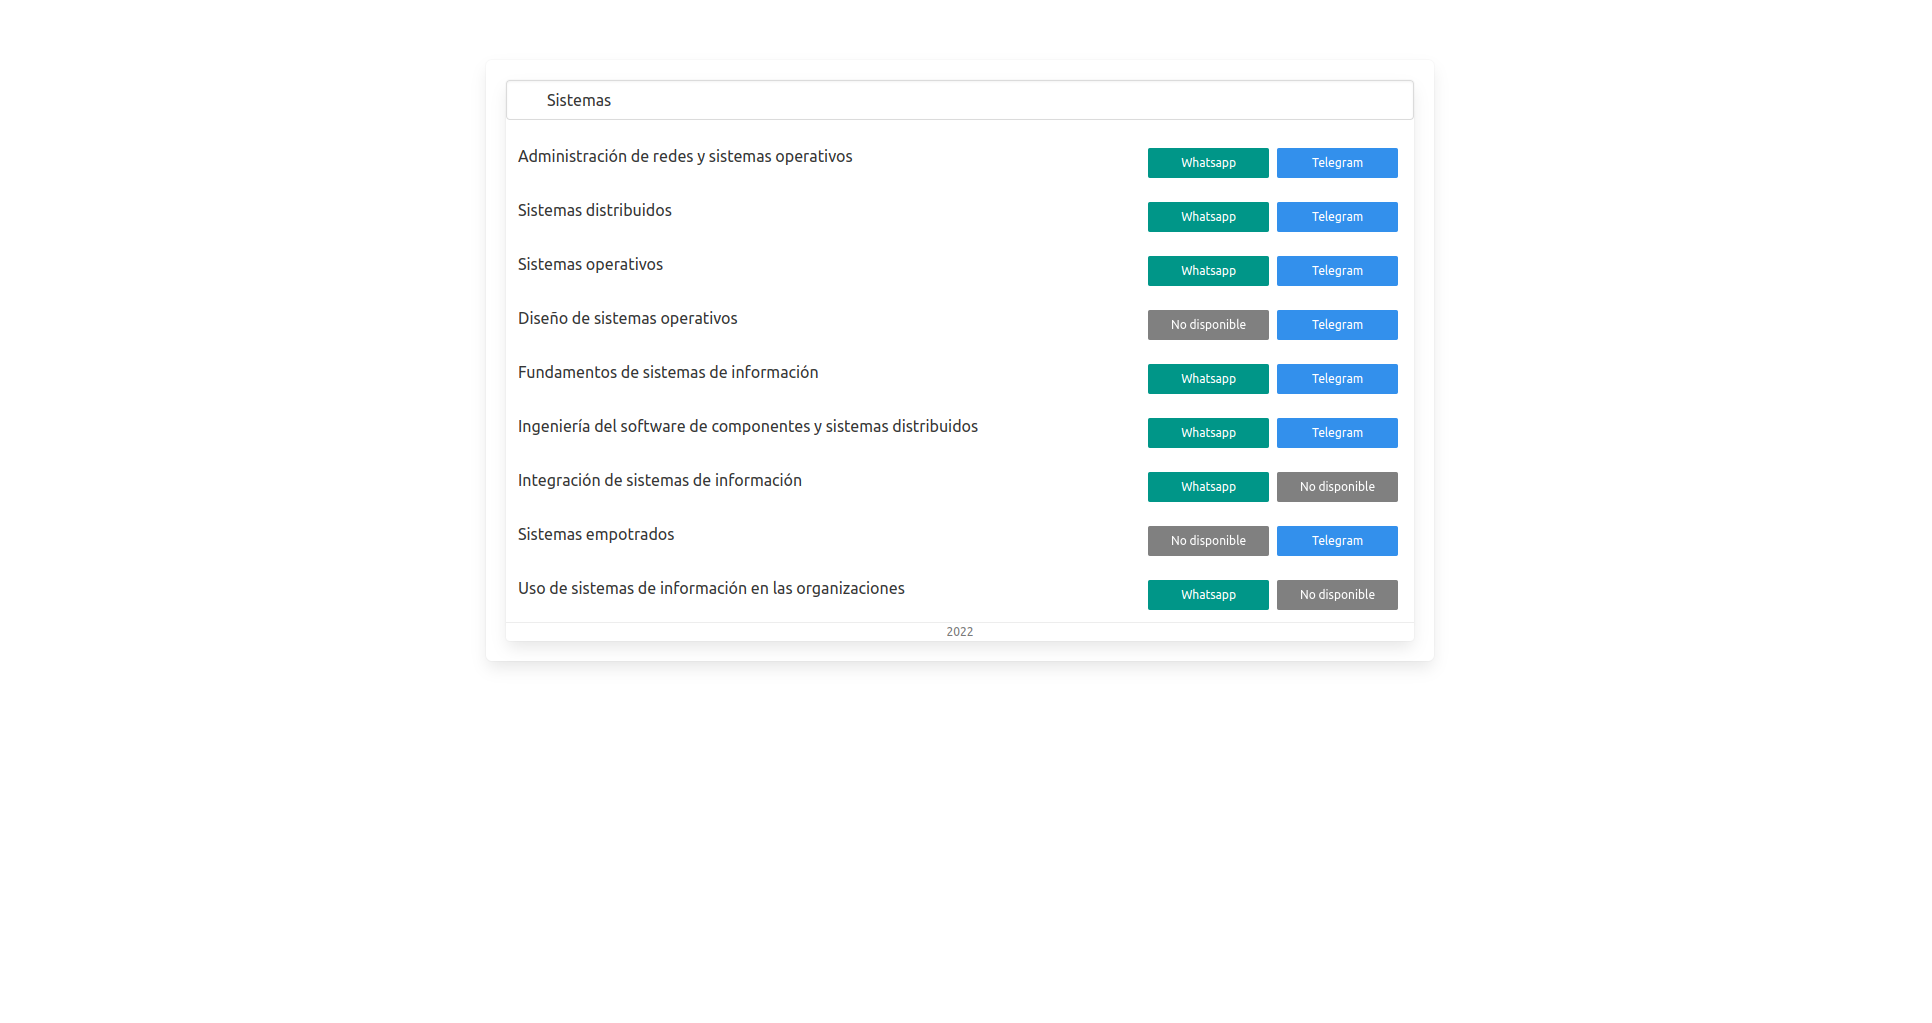 Sistemas
Administración de redes y sistemas operativos Whatsapp Telegram
Sistemas distribuidos Whatsapp Telegram
Sistemas operativos Whatsapp Telegram
Diseño de sistemas operativos No disponible Telegram
Fundamentos de sistemas de información Whatsapp Telegram
Ingeniería del software de componentes y sistemas distribuidos Whatsapp Telegram
Integración de sistemas de información Whatsapp No disponible
Sistemas empotrados No disponible Telegram
Uso de sistemas de información en las organizaciones Whatsapp No disponible
2022